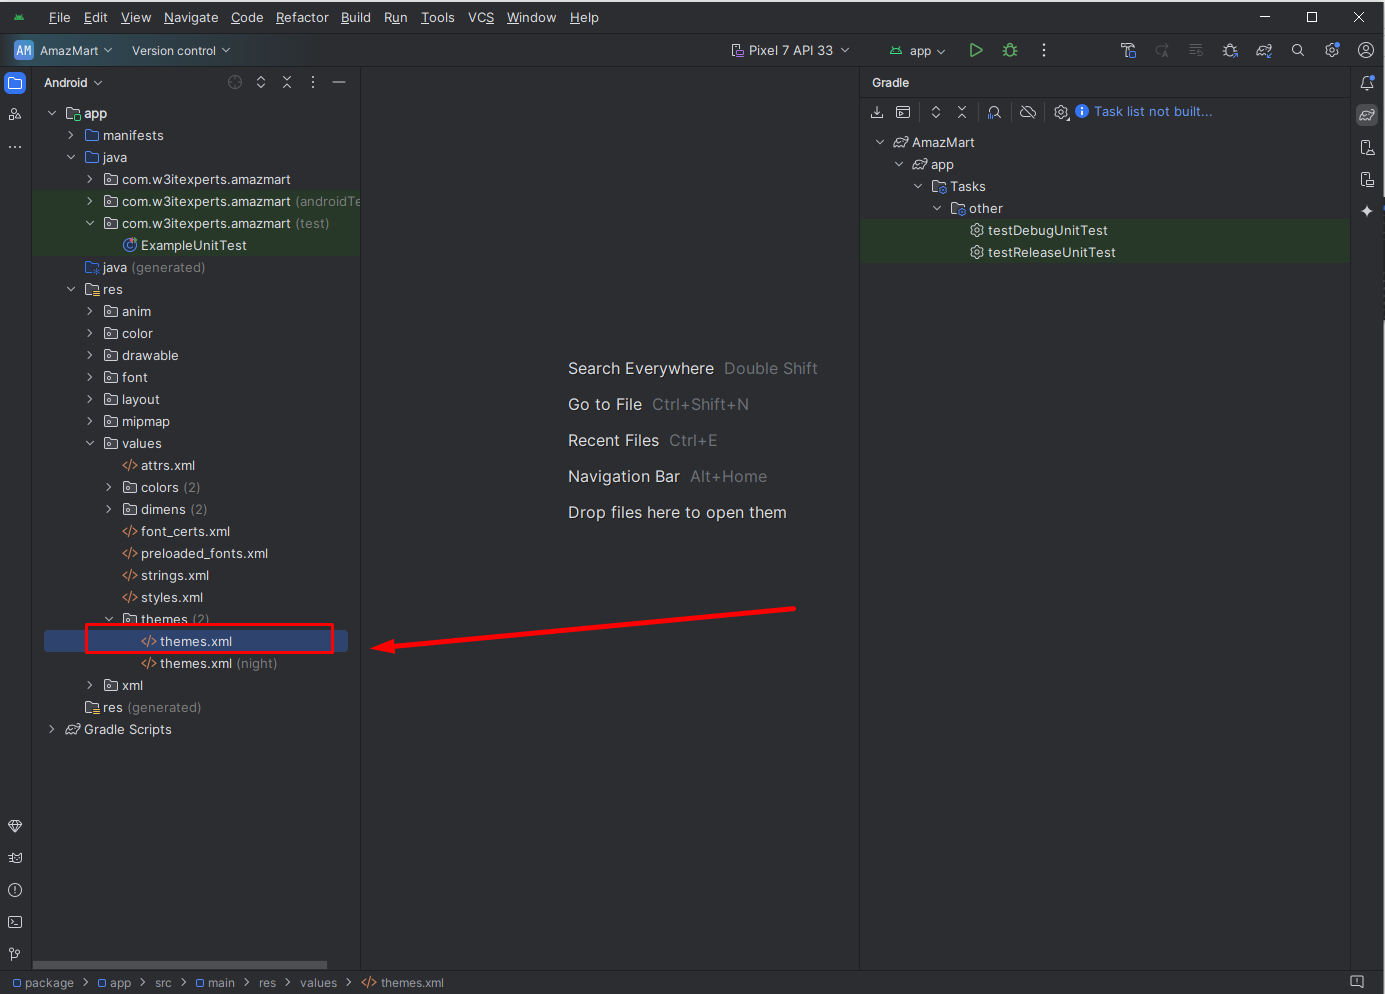 File Edit View Navigate Code Refactor Build Run Tools VCS Window Help
AM AmazMart Version control Pixel 7 API 33 app
Android
app
manifests
java
com.w3itexperts.amazmart
com.w3itexperts.amazmart (androidTe
com.w3itexperts.amazmart (test)
ExampleUnitTest
java (generated)
res
anim
color
drawable
font
layout
mipmap
values
attrs.xml
colors (2)
dimens (2)
font_certs.xml
preloaded_fonts.xml
strings.xml
styles.xml
themes (2)
themes.xml
themes.xml (night)
xml
res (generated)
Gradle Scripts
Search Everywhere Double Shift
Go to File Ctrl+Shift+N
Recent Files Ctrl+E
Navigation Bar Alt+Home
Drop files here to open them
Gradle
Task list not built...
AmazMart
app
Tasks
other
testDebugUnitTest
testReleaseUnitTest
package app src main res values themes.xml